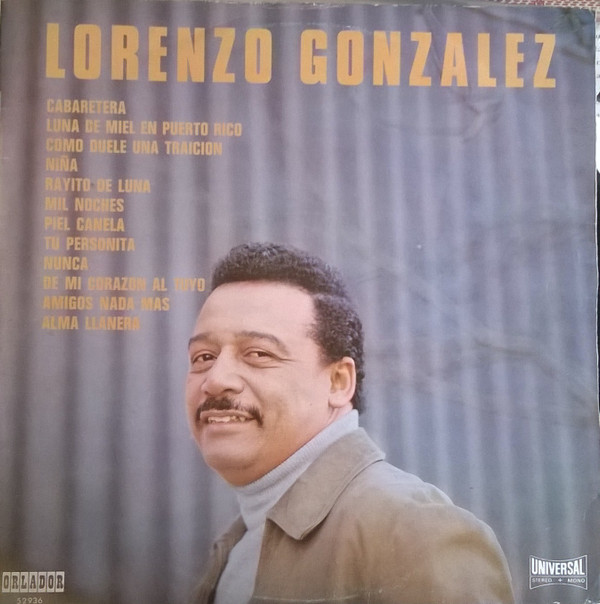 LORENZO GONZALEZ
CABARETERA
LUNA DE MIEL EN PUERTO RICO
COMO DUELE UNA TRAICION
NIÑA
RAYITO DE LUNA
MIL NOCHES
PIEL CANELA
TU PERSONITA
NUNCA
DE MI CORAZON AL TUYO
AMIGOS NADA MAS
ALMA LLANERA
ORLADOR
52936
UNIVERSAL
STEREO + MONO